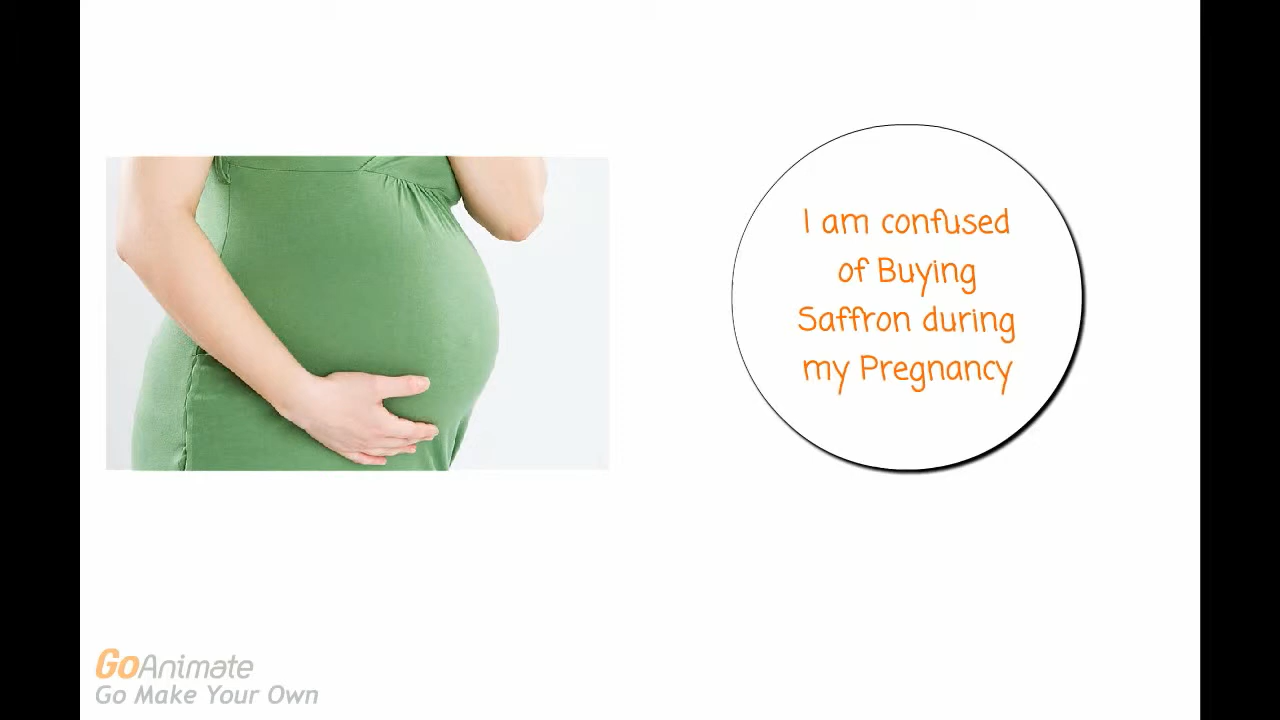 I am confused
of Buying
Saffron during
my Pregnancy
GoAnimate
Go Make Your Own